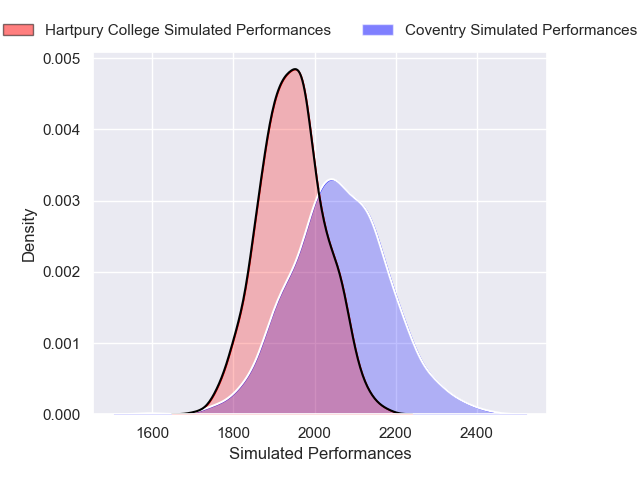 Hartpury College Simulated Performances
Coventry Simulated Performances
0.005
0.004
0.003
0.002
0.001
0.000
Density
1600
1800
2000
2200
2400
Simulated Performances